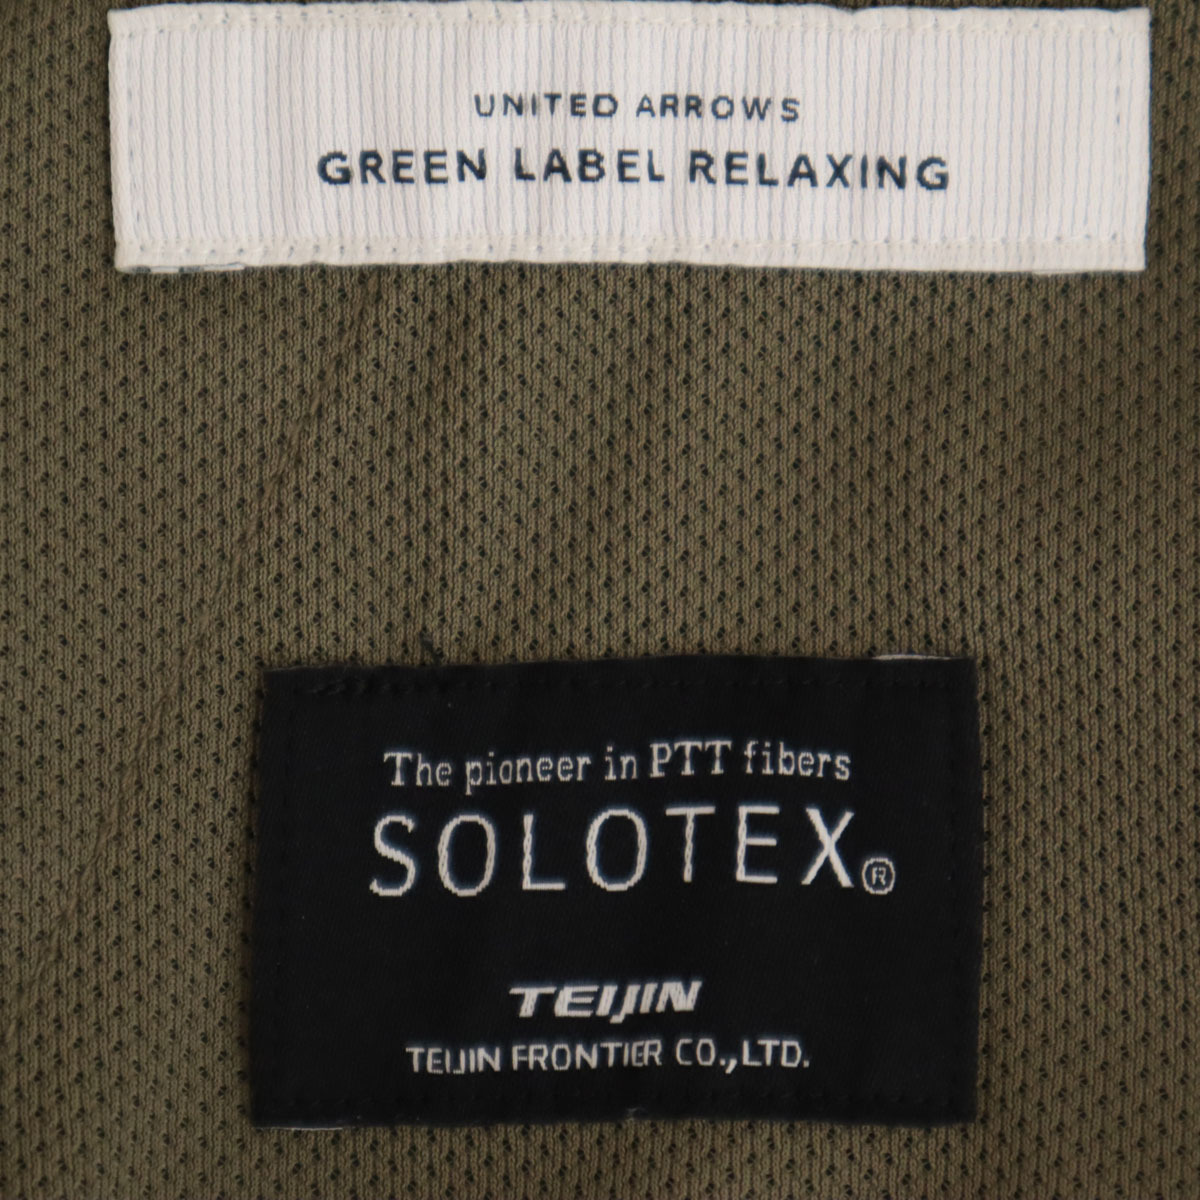 UNITED ARROWS
GREEN LABEL RELAXING
The pioneer in PTT fibers
SOLOTEX®
TEIJIN
TEIJIN FRONTIER CO.,LTD.